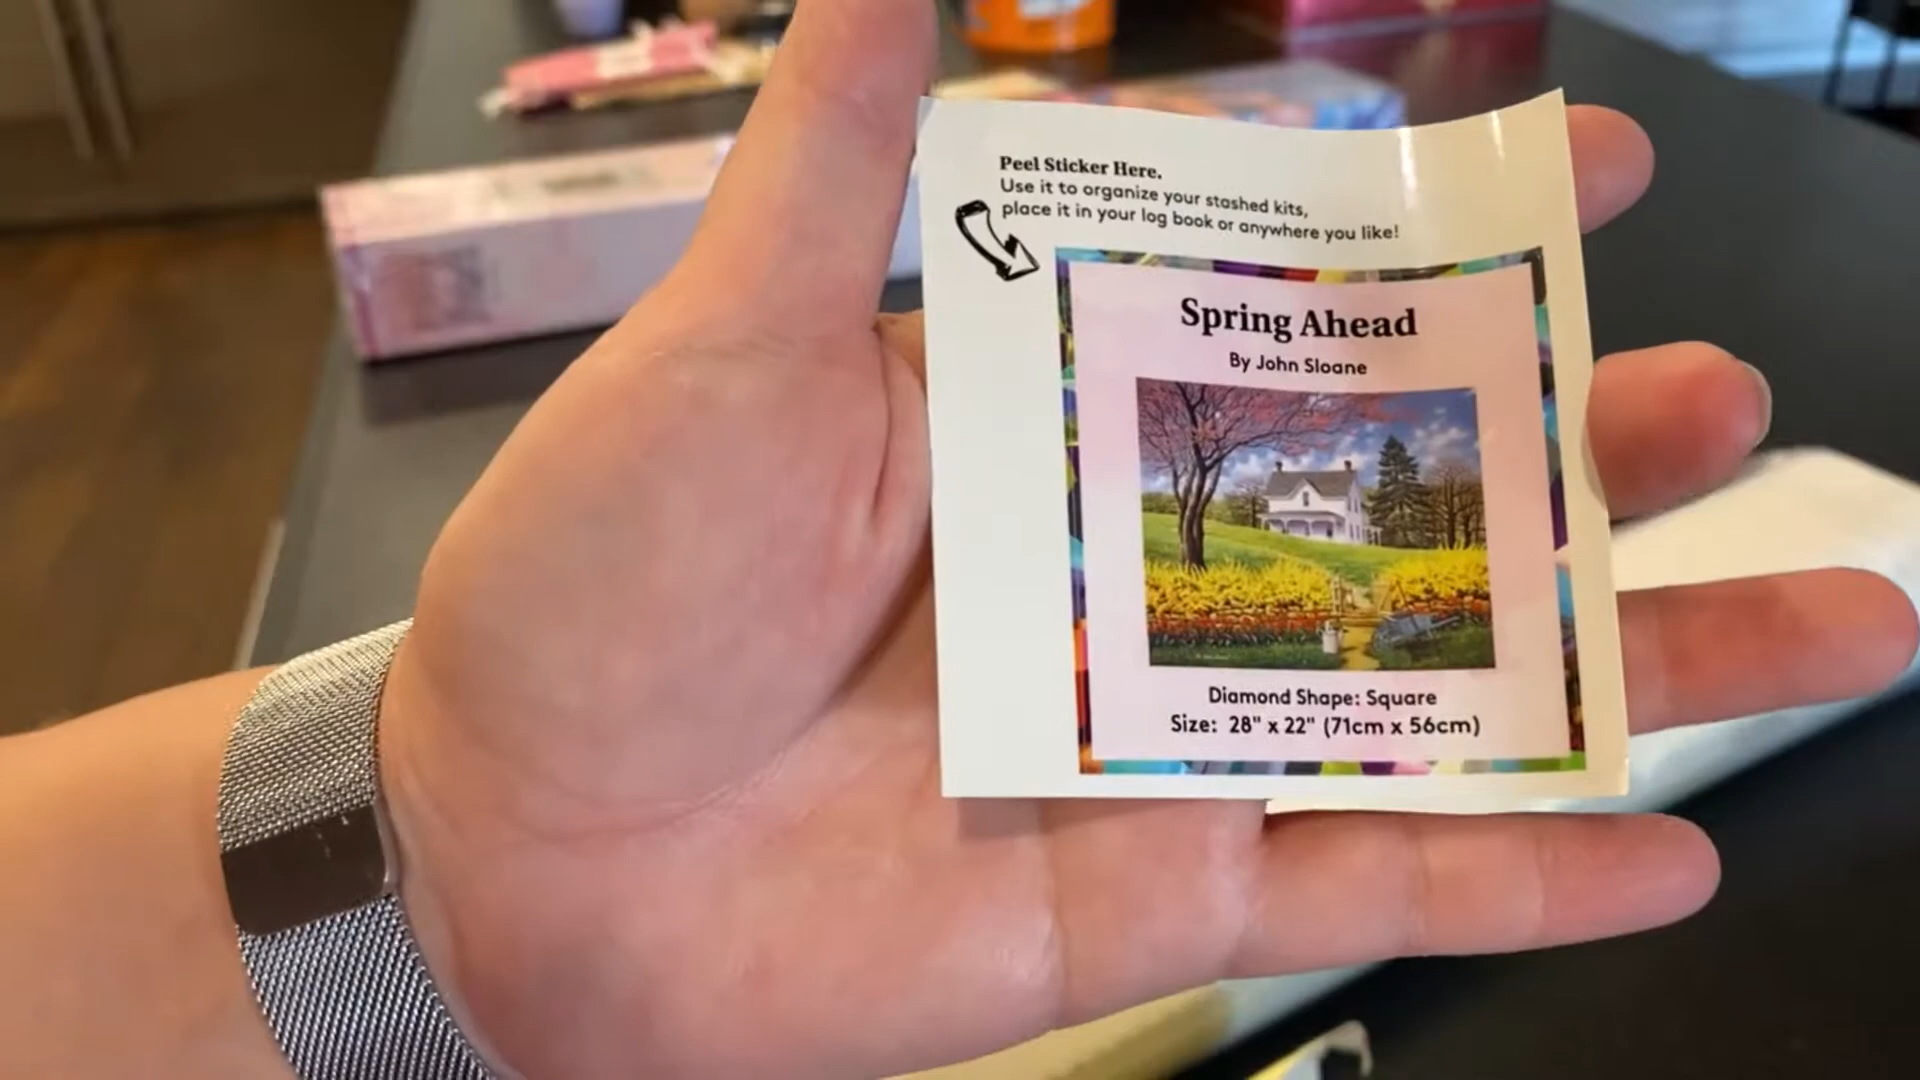 Peel Sticker Here.
Use it to organize your stashed kits,
place it in your log book or anywhere you like!
Spring Ahead
By John Sloane
Diamond Shape: Square
Size: 28" x 22" (71cm x 56cm)